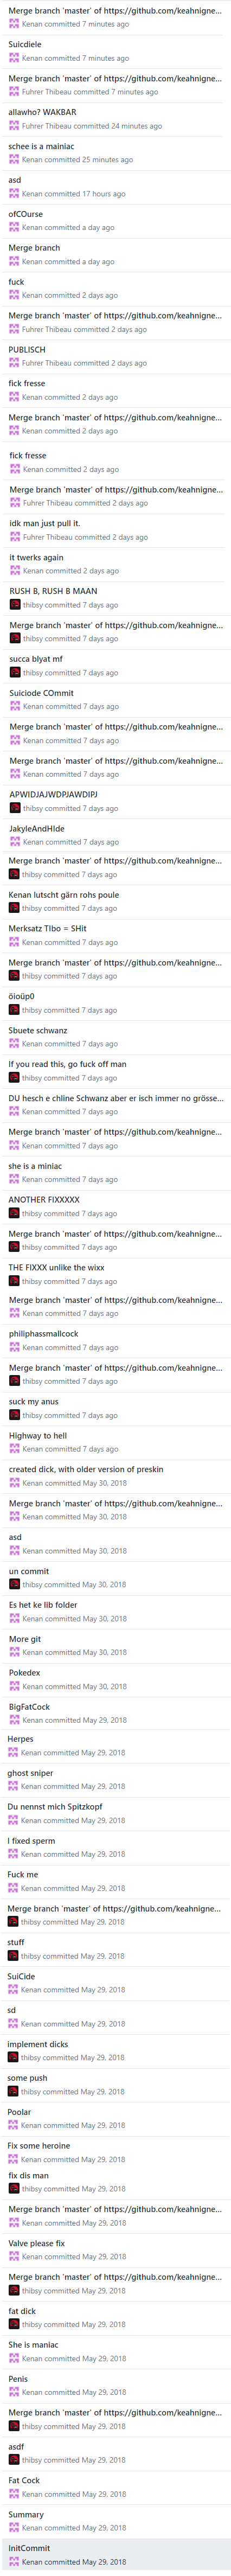 Merge branch 'master' of https://github.com/keahnigne...
Kenan committed 7 minutes ago
Suicdiele
Kenan committed 7 minutes ago
Merge branch 'master' of https://github.com/keahnigne...
Fuhrer Thibeau committed 7 minutes ago
allawho? WAKBAR
Fuhrer Thibeau committed 24 minutes ago
schee is a mainiac
Kenan committed 25 minutes ago
asd
Kenan committed 17 hours ago
ofCOurse
Kenan committed a day ago
Merge branch
Kenan committed a day ago
fuck
Kenan committed 2 days ago
Merge branch 'master' of https://github.com/keahnigne...
Fuhrer Thibeau committed 2 days ago
PUBLISCH
Fuhrer Thibeau committed 2 days ago
fick fresse
Kenan committed 2 days ago
Merge branch 'master' of https://github.com/keahnigne...
Kenan committed 2 days ago
fick fresse
Kenan committed 2 days ago
Merge branch 'master' of https://github.com/keahnigne...
Fuhrer Thibeau committed 2 days ago
idk man just pull it.
Fuhrer Thibeau committed 2 days ago
it twerks again
Kenan committed 2 days ago
RUSH B, RUSH B MAAN
thibsy committed 7 days ago
Merge branch 'master' of https://github.com/keahnigne...
thibsy committed 7 days ago
succa blyat mf
thibsy committed 7 days ago
Suiciode COmmit
Kenan committed 7 days ago
Merge branch 'master' of https://github.com/keahnigne...
Kenan committed 7 days ago
Merge branch 'master' of https://github.com/keahnigne...
Kenan committed 7 days ago
APWIDJAJWDPJAWDIPJ
thibsy committed 7 days ago
JakyleAndHIde
Kenan committed 7 days ago
Merge branch 'master' of https://github.com/keahnigne...
thibsy committed 7 days ago
Kenan lutscht gärn rohs poule
thibsy committed 7 days ago
Merksatz TIbo = SHit
Kenan committed 7 days ago
Merge branch 'master' of https://github.com/keahnigne...
thibsy committed 7 days ago
öioüp0
thibsy committed 7 days ago
Sbuete schwanz
Kenan committed 7 days ago
If you read this, go fuck off man
thibsy committed 7 days ago
DU hesch e chline Schwanz aber er isch immer no grösse...
Kenan committed 7 days ago
Merge branch 'master' of https://github.com/keahnigne...
Kenan committed 7 days ago
she is a miniac
Kenan committed 7 days ago
ANOTHER FIXXXXX
thibsy committed 7 days ago
Merge branch 'master' of https://github.com/keahnigne...
thibsy committed 7 days ago
THE FIXXX unlike the wixx
thibsy committed 7 days ago
Merge branch 'master' of https://github.com/keahnigne...
Kenan committed 7 days ago
philiphassmallcock
Kenan committed 7 days ago
Merge branch 'master' of https://github.com/keahnigne...
thibsy committed 7 days ago
suck my anus
thibsy committed 7 days ago
Highway to hell
Kenan committed 7 days ago
created dick, with older version of preskin
Kenan committed May 30, 2018
Merge branch 'master' of https://github.com/keahnigne...
Kenan committed May 30, 2018
asd
Kenan committed May 30, 2018
un commit
thibsy committed May 30, 2018
Es het ke lib folder
Kenan committed May 30, 2018
More git
Kenan committed May 30, 2018
Pokedex
Kenan committed May 30, 2018
BigFatCock
Kenan committed May 29, 2018
Herpes
Kenan committed May 29, 2018
ghost sniper
Kenan committed May 29, 2018
Du nennst mich Spitzkopf
Kenan committed May 29, 2018
I fixed sperm
Kenan committed May 29, 2018
Fuck me
Kenan committed May 29, 2018
Merge branch 'master' of https://github.com/keahnigne...
thibsy committed May 29, 2018
stuff
thibsy committed May 29, 2018
SuiCide
Kenan committed May 29, 2018
sd
Kenan committed May 29, 2018
implement dicks
thibsy committed May 29, 2018
some push
thibsy committed May 29, 2018
Poolar
Kenan committed May 29, 2018
Fix some heroine
Kenan committed May 29, 2018
fix dis man
thibsy committed May 29, 2018
Merge branch 'master' of https://github.com/keahnigne...
Kenan committed May 29, 2018
Valve please fix
Kenan committed May 29, 2018
Merge branch 'master' of https://github.com/keahnigne...
thibsy committed May 29, 2018
fat dick
thibsy committed May 29, 2018
She is maniac
Kenan committed May 29, 2018
Penis
Kenan committed May 29, 2018
Merge branch 'master' of https://github.com/keahnigne...
thibsy committed May 29, 2018
asdf
thibsy committed May 29, 2018
Fat Cock
Kenan committed May 29, 2018
Summary
Kenan committed May 29, 2018
InitCommit
Kenan committed May 29, 2018